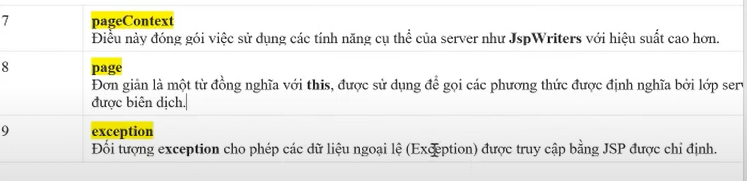 7
pageContext
Điều này đóng gói việc sử dụng các tính năng cụ thể của server như JspWriters với hiệu suất cao hơn.
8
page
Đơn giản là một từ đồng nghĩa với this, được sử dụng để gọi các phương thức được định nghĩa bởi lớp
được biên dịch.
9
exception
Đối tượng exception cho phép các dữ liệu ngoại lệ (Exception) được truy cập bằng JSP được chỉ định.